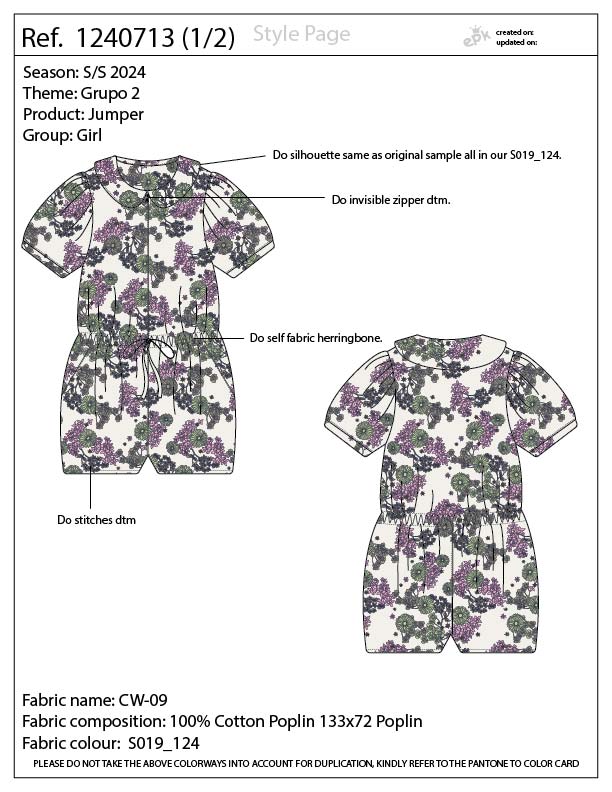 Ref. 1240713 (1/2)
Style Page
epk
created on:
updated on:
Season: S/S 2024
Theme: Grupo 2
Product: Jumper
Group: Girl
Do silhouette same as original sample all in our S019_124.
Do invisible zipper dtm.
Do self fabric herringbone.
Do stitches dtm
Fabric name: CW-09
Fabric composition: 100% Cotton Poplin 133x72 Poplin
Fabric colour: S019_124
PLEASE DO NOT TAKE THE ABOVE COLORWAYS INTO ACCOUNT FOR DUPLICATION, KINDLY REFER TO THE PANTONE TO COLOR CARD